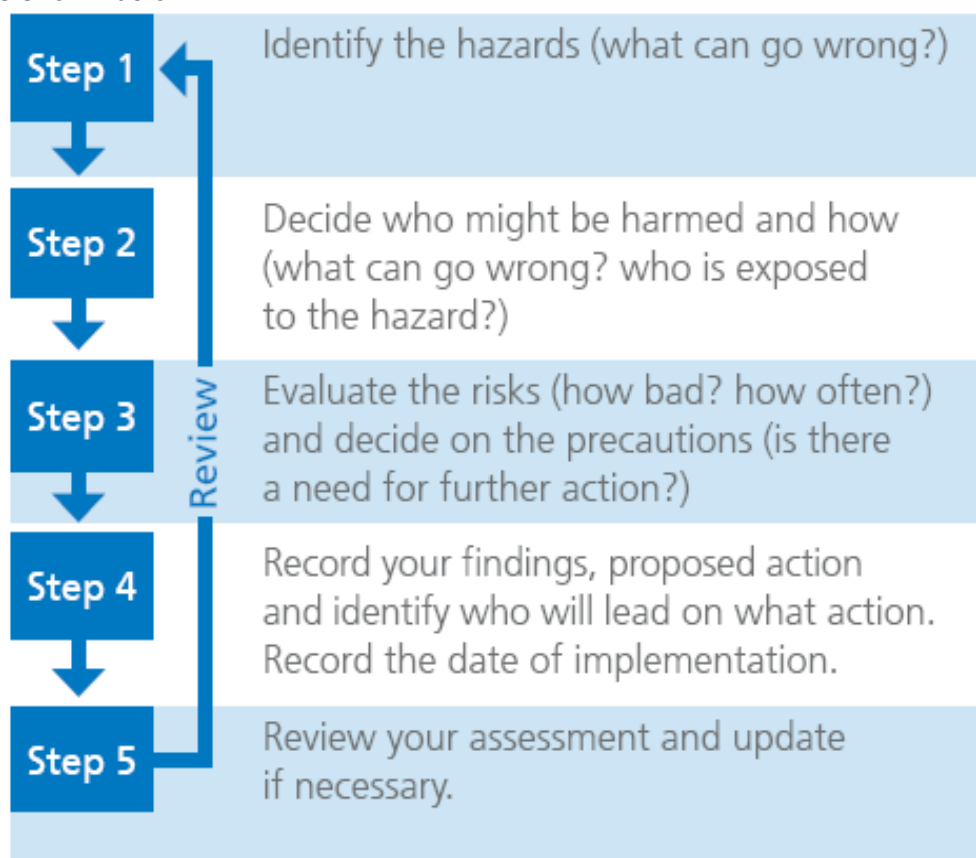 Step 1
Identify the hazards (what can go wrong?)
Step 2
Decide who might be harmed and how
(what can go wrong? who is exposed
to the hazard?)
Step 3
Evaluate the risks (how bad? how often?)
and decide on the precautions (is there
a need for further action?)
Review
Step 4
Record your findings, proposed action
and identify who will lead on what action.
Record the date of implementation.
Step 5
Review your assessment and update
if necessary.